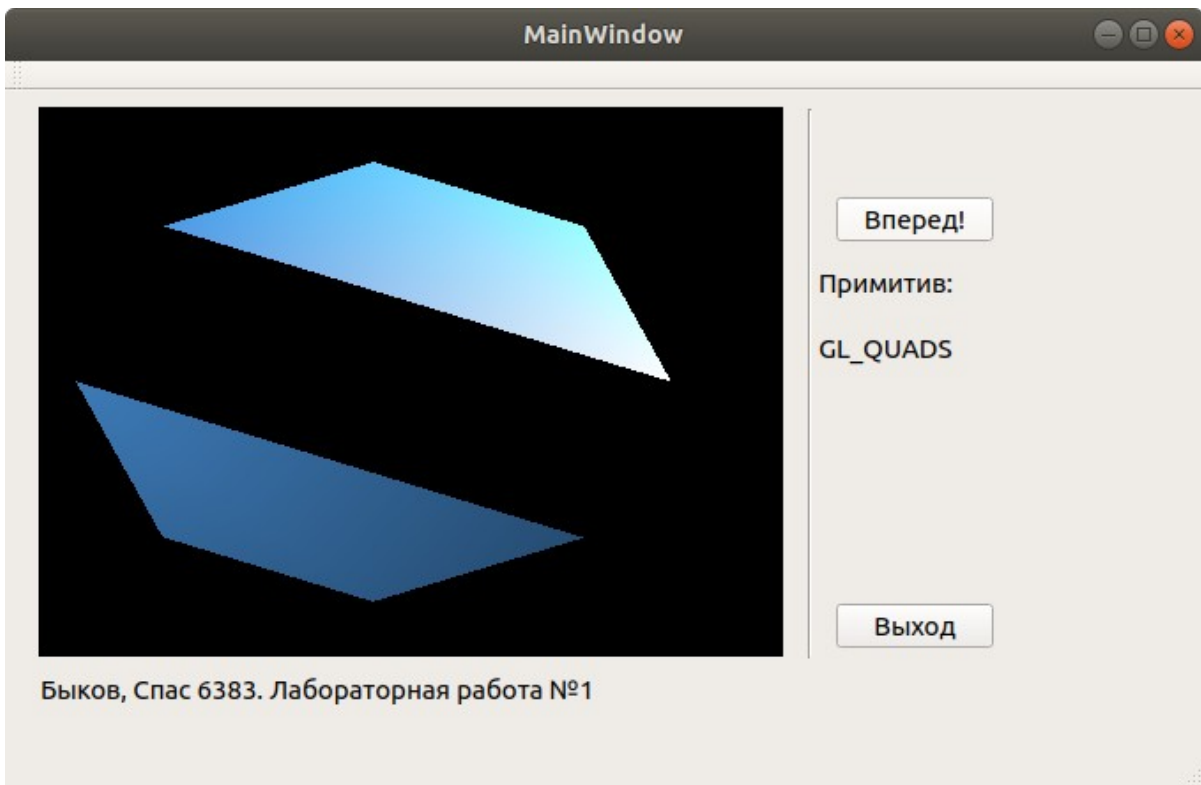 MainWindow
Вперед!
Примитив:
GL_QUADS
Выход
Быков, Спас 6383. Лабораторная работа №1